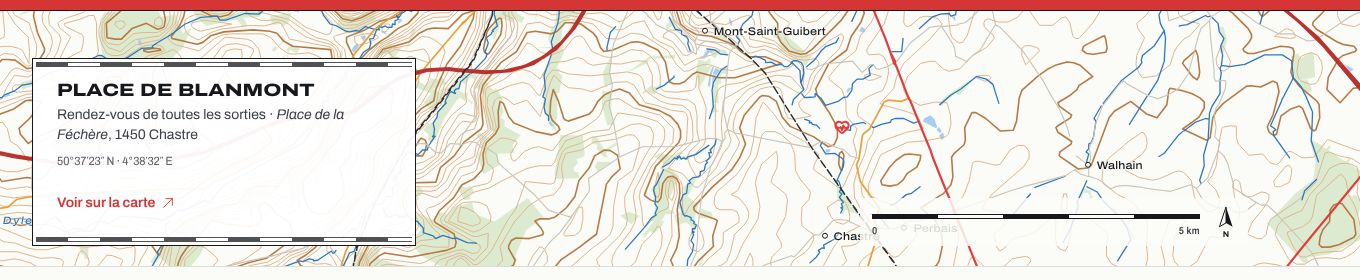 Mont-Saint-Guibert
PLACE DE BLANMONT
Rendez-vous de toutes les sorties · Place de la
Féchère, 1450 Chastre
50°37'23" N · 4°38'32" E
Walhain
Voir sur la carte
Perbais
0
5 km
N